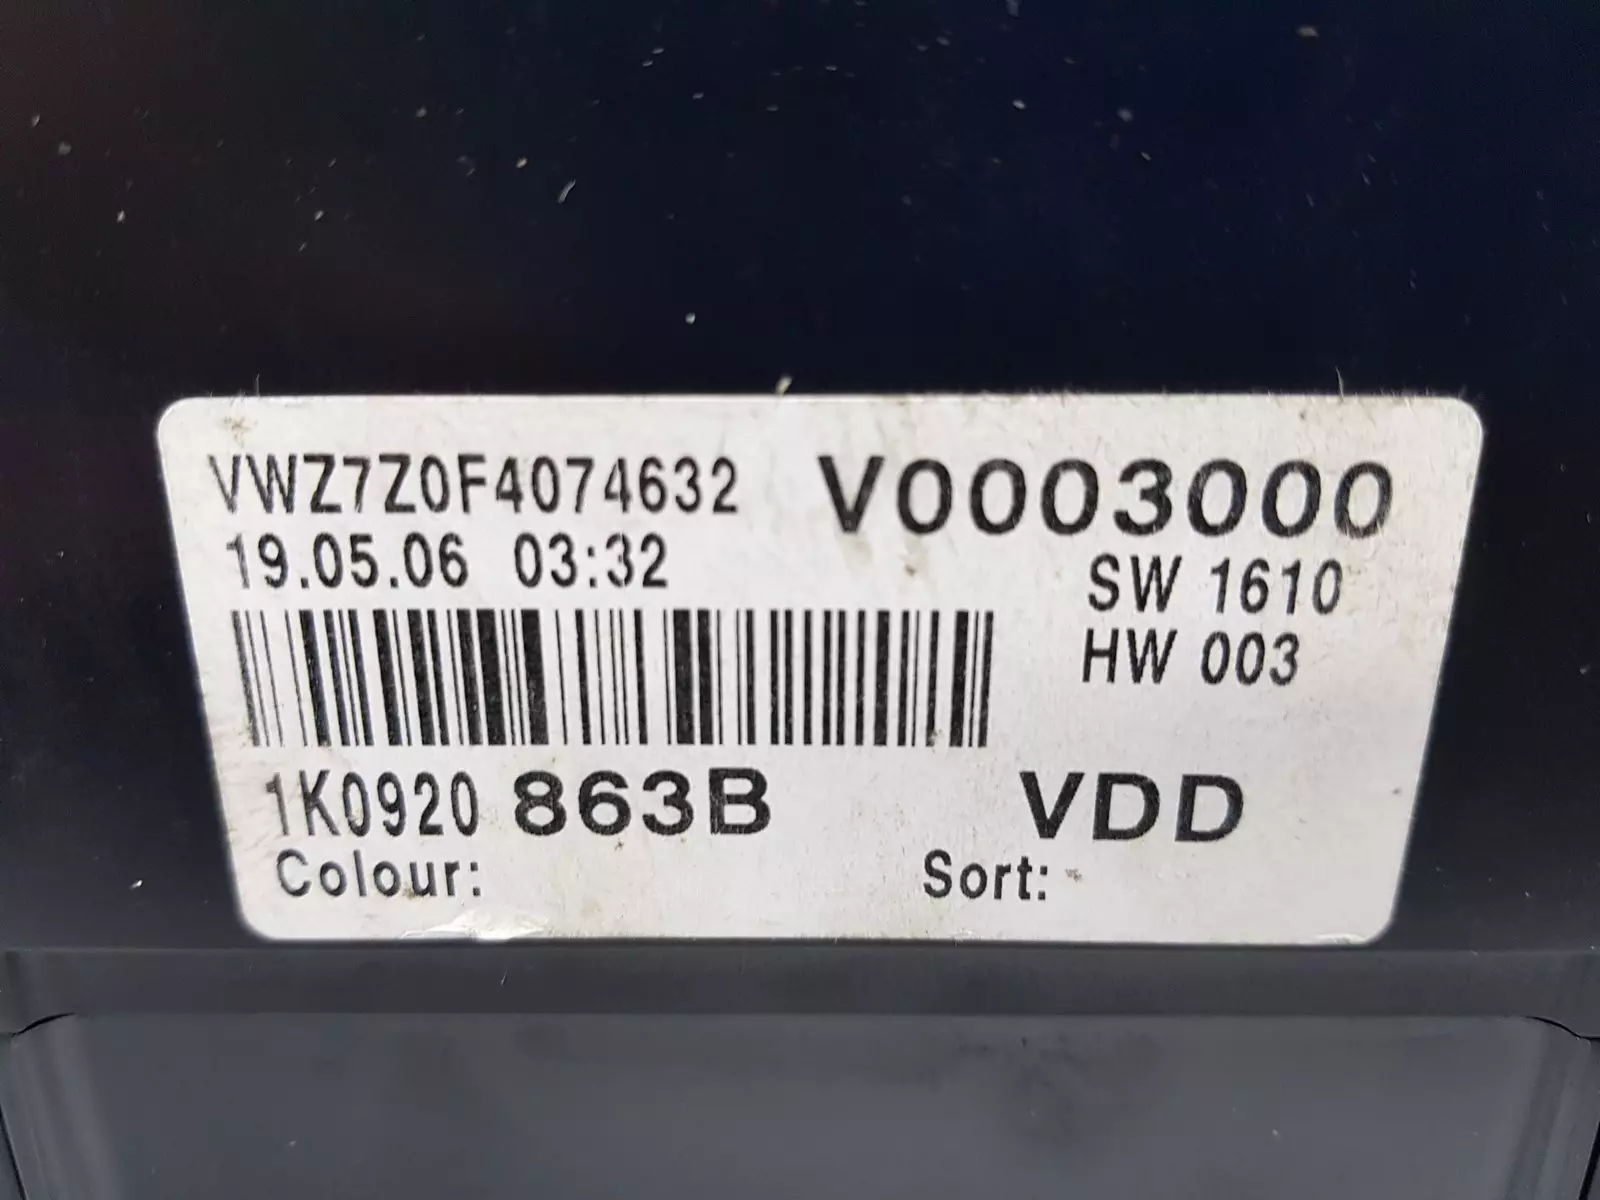 VWZ7Z0F4074632 V0003000
19.05.06 03:32 SW 1610
HW 003
1K0920 863B VDD
Colour: Sort: